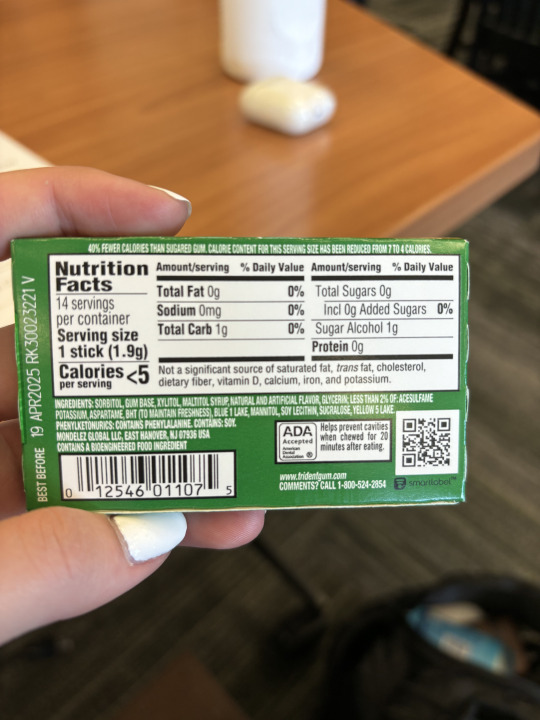 40% FEWER CALORIES THAN SUGARED GUM. CALORIE CONTENT FOR THIS SERVING SIZE HAS BEEN REDUCED FROM 7 TO 4 CALORIES.
Nutrition
Facts
14 servings
per container
Serving size
1 stick (1.9g)
Calories <5
per serving
Amount/serving % Daily Value
Total Fat 0g 0%
Sodium 0mg 0%
Total Carb 1g 0%
Amount/serving % Daily Value
Total Sugars 0g
Incl 0g Added Sugars 0%
Sugar Alcohol 1g
Protein 0g
Not a significant source of saturated fat, trans fat, cholesterol,
dietary fiber, vitamin D, calcium, iron, and potassium.
INGREDIENTS: SORBITOL, GUM BASE, XYLITOL, MALTITOL SYRUP, NATURAL AND ARTIFICIAL FLAVOR, GLYCERIN; LESS THAN 2% OF: ACESULFAME
POTASSIUM, ASPARTAME, BHT (TO MAINTAIN FRESHNESS), BLUE 1 LAKE, MANNITOL, SOY LECITHIN, SUCRALOSE, YELLOW 5 LAKE.
PHENYLKETONURICS: CONTAINS PHENYLALANINE. CONTAINS: SOY.
MONDELEZ GLOBAL LLC, EAST HANOVER, NJ 07936 USA
CONTAINS A BIOENGINEERED FOOD INGREDIENT
ADA
Accepted
American
Dental
Association ®
Helps prevent cavities
when chewed for 20
minutes after eating.
0 12546 01107 5
www.tridentgum.com
COMMENTS? CALL 1-800-524-2854
smartlabel™
BEST BEFORE 19 APR2025 RK30023221 V